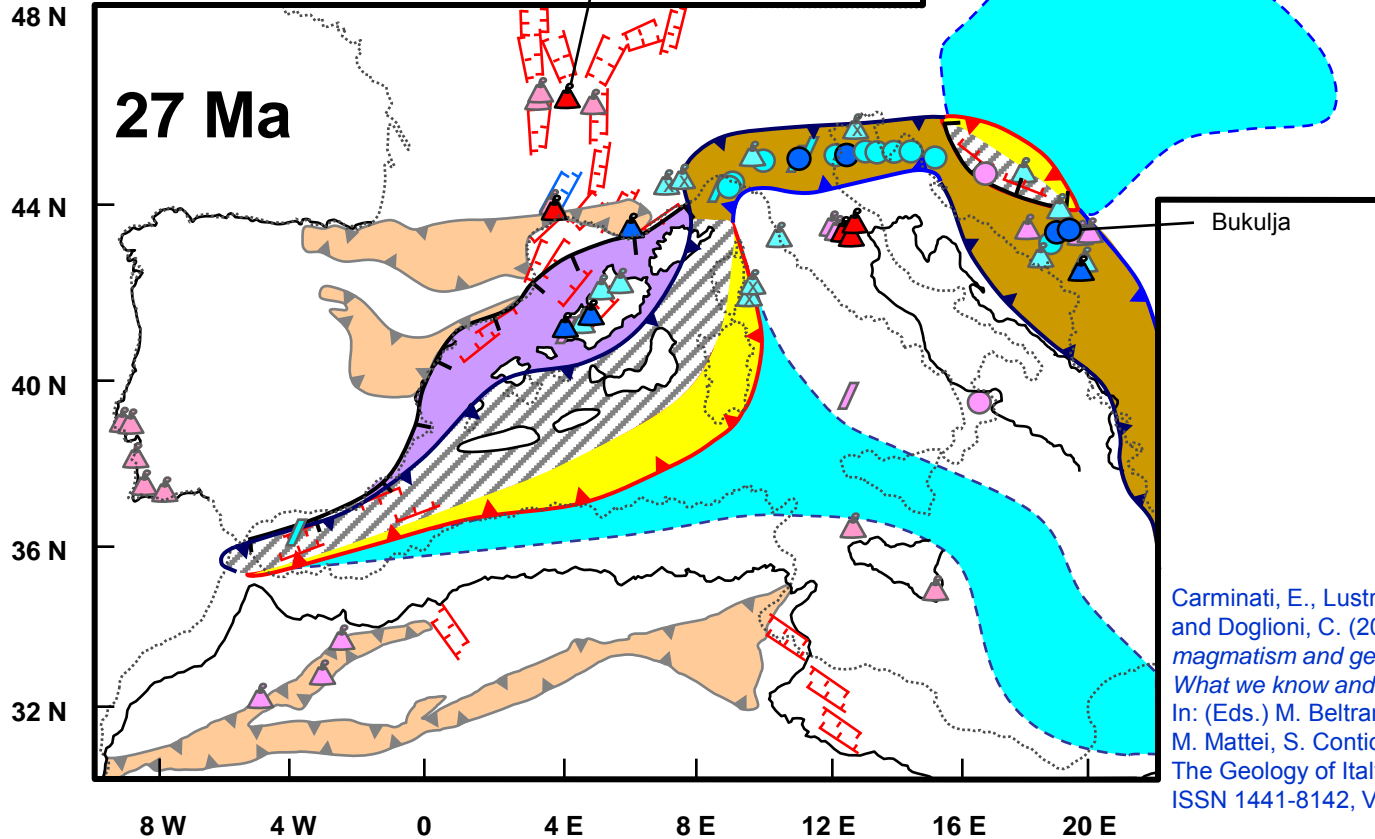 48 N
27 Ma
44 N
Bukulja
40 N
36 N
32 N
8 W 4 W 0 4 E 8 E 12 E 16 E 20 E
Carminati, E., Lustr
and Doglioni, C. (20
magmatism and ge
What we know and
In: (Eds.) M. Beltrar
M. Mattei, S. Contic
The Geology of Ital
ISSN 1441-8142, V